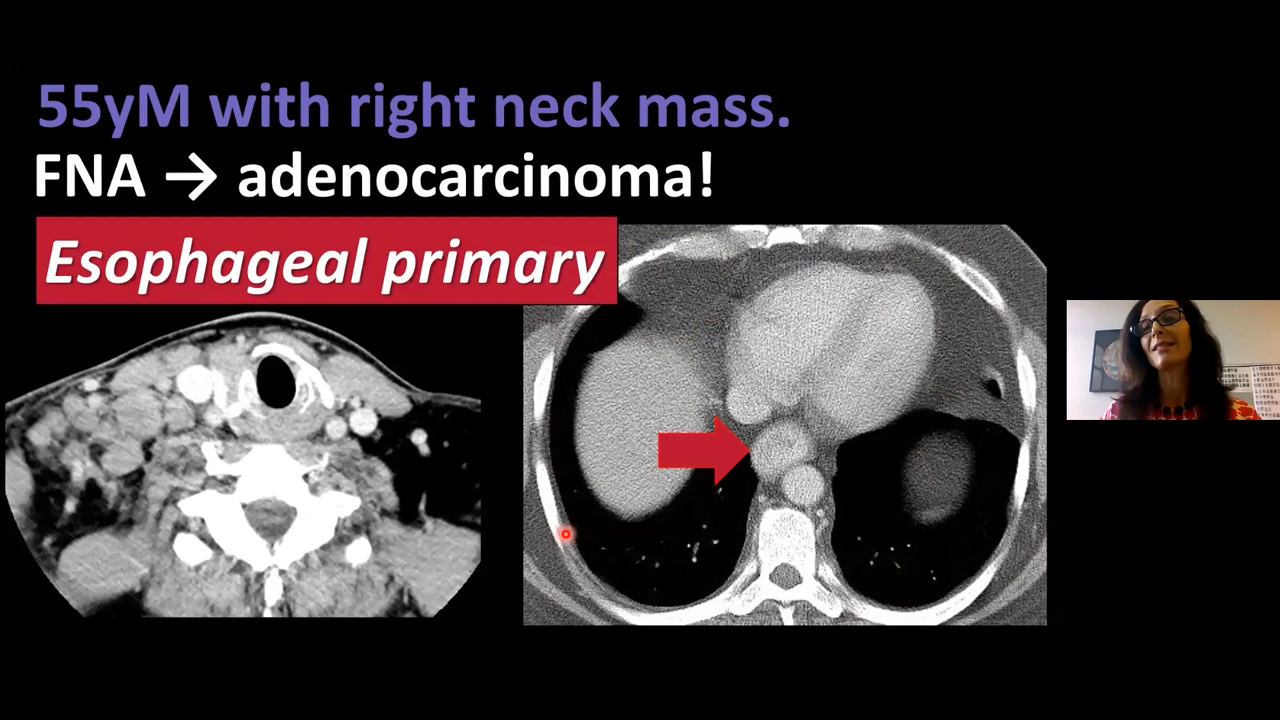 55yM with right neck mass.
FNA → adenocarcinoma!
Esophageal primary